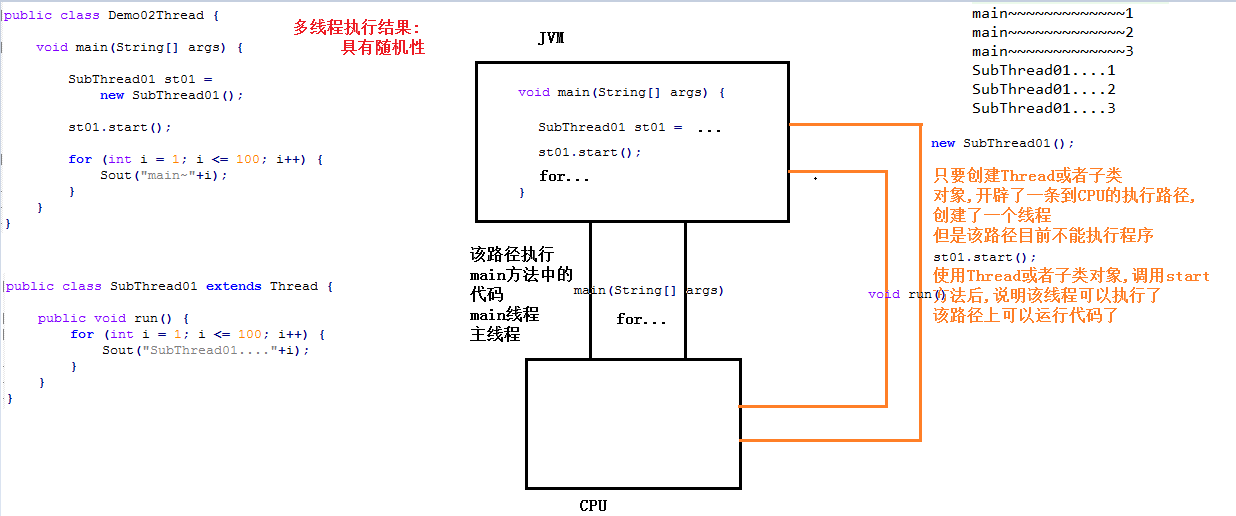 public class Demo02Thread {
void main(String[] args) {
SubThread01 st01 =
new SubThread01();
st01.start();
for (int i = 1; i <= 100; i++) {
Sout("main~"+i);
}
}
}
public class SubThread01 extends Thread {
public void run() {
for (int i = 1; i <= 100; i++) {
Sout("SubThread01...."+i);
}
}
}
多线程执行结果:
具有随机性
JVM
void main(String[] args) {
SubThread01 st01 = ...
st01.start();
for...
}
该路径执行
main方法中的
代码
main线程
主线程
main(String[] args)
for...
CPU
void run()
main~~~~~~~~~~~~~1
main~~~~~~~~~~~~~2
main~~~~~~~~~~~~~3
SubThread01....1
SubThread01....2
SubThread01....3
new SubThread01();
只要创建Thread或者子类
对象,开辟了一条到CPU的执行路径,
创建了一个线程
但是该路径目前不能执行程序
st01.start();
使用Thread或者子类对象,调用start
方法后,说明该线程可以执行了
该路径上可以运行代码了